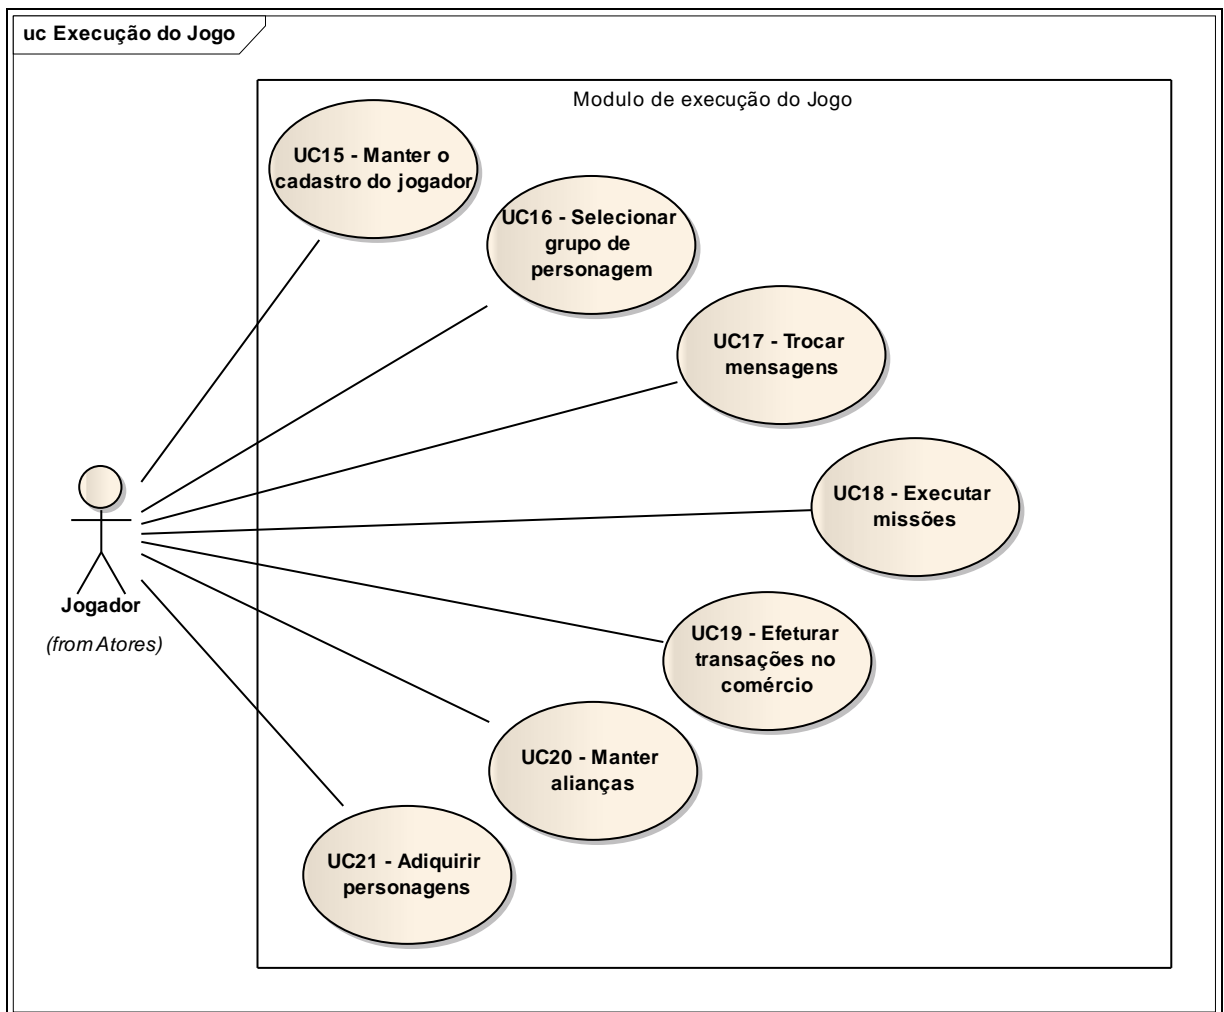 uc Execução do Jogo
Modulo de execução do Jogo
UC15 - Manter o
cadastro do jogador
UC16 - Selecionar
grupo de
personagem
UC17 - Trocar
mensagens
UC18 - Executar
missões
Jogador
(from Atores)
UC19 - Efeturar
transações no
comércio
UC20 - Manter
alianças
UC21 - Adiquirir
personagens